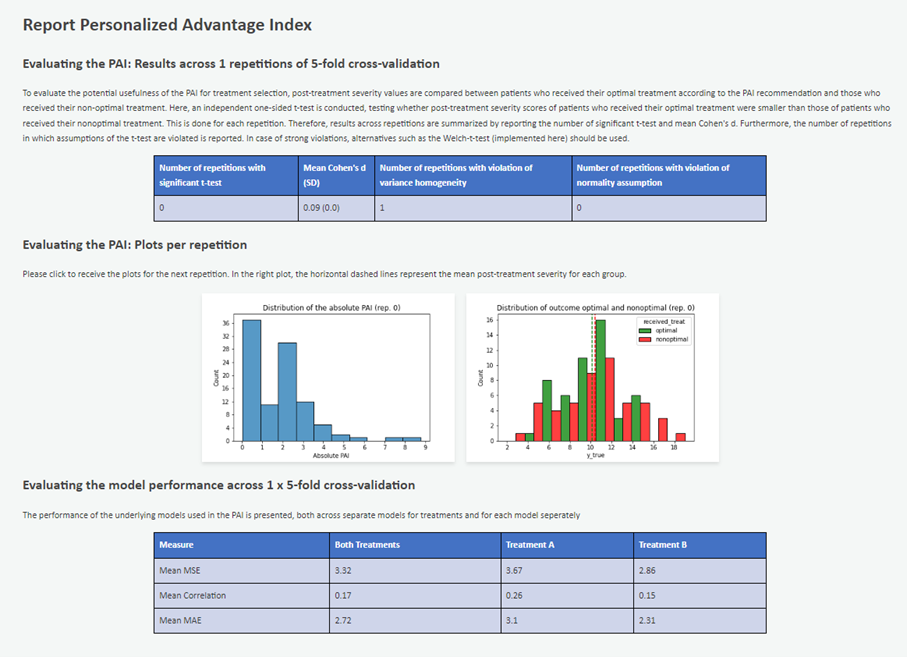 Report Personalized Advantage Index
Evaluating the PAI: Results across 1 repetitions of 5-fold cross-validation
To evaluate the potential usefulness of the PAI for treatment selection, post-treatment severity values are compared between patients who received their optimal treatment according to the PAI recommendation and those who
received their non-optimal treatment. Here, an independent one-sided t-test is conducted, testing whether post-treatment severity scores of patients who received their optimal treatment were smaller than those of patients who
received their nonoptimal treatment. This is done for each repetition. Therefore, results across repetitions are summarized by reporting the number of significant t-test and mean Cohen's d. Furthermore, the number of repetitions
in which assumptions of the t-test are violated is reported. In case of strong violations, alternatives such as the Welch-t-test (implemented here) should be used.
Number of repetitions with significant t-test
Mean Cohen's d (SD)
Number of repetitions with violation of variance homogeneity
Number of repetitions with violation of normality assumption
0
0.09 (0.0)
1
0
Evaluating the PAI: Plots per repetition
Please click to receive the plots for the next repetition. In the right plot, the horizontal dashed lines represent the mean post-treatment severity for each group.
Distribution of the absolute PAI (rep. 0)
Count
36
32
28
24
20
16
12
8
4
0
0 1 2 3 4 5 6 7 8 9
Absolute PAI
Distribution of outcome optimal and nonoptimal (rep. 0)
received_treat
optimal
nonoptimal
Count
16
14
12
10
8
6
4
2
0
2 4 6 8 10 12 14 16 18
y_true
Evaluating the model performance across 1 x 5-fold cross-validation
The performance of the underlying models used in the PAI is presented, both across separate models for treatments and for each model seperately
Measure Both Treatments Treatment A Treatment B
Mean MSE 3.32 3.67 2.86
Mean Correlation 0.17 0.26 0.15
Mean MAE 2.72 3.1 2.31